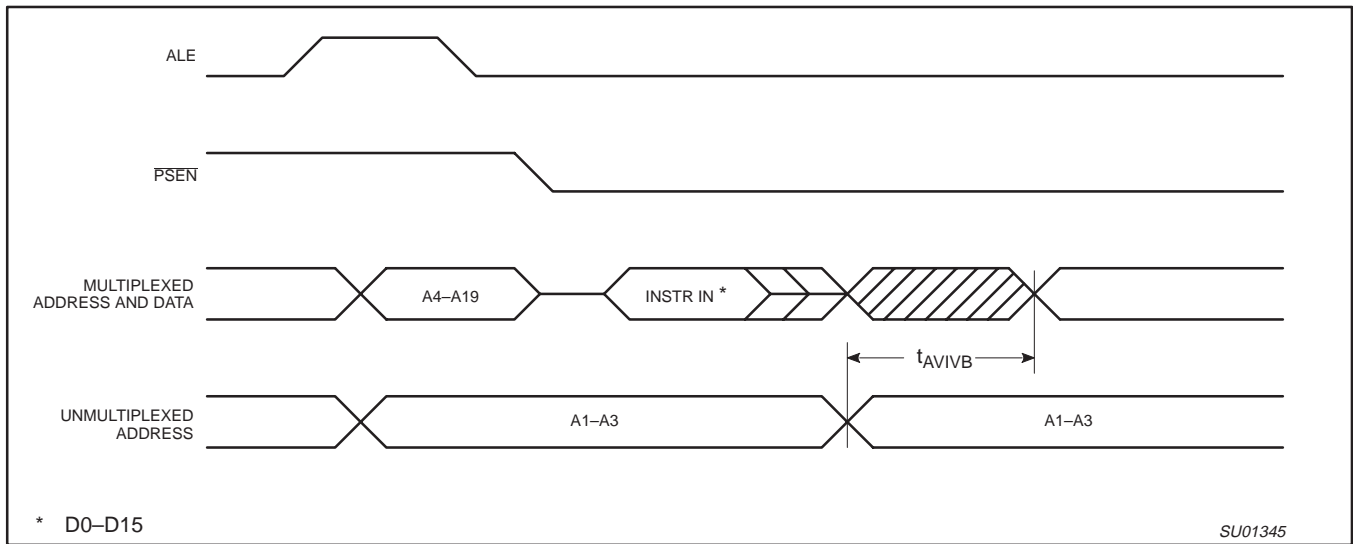 ALE
PSEN
MULTIPLEXED
ADDRESS AND DATA
A4–A19
INSTR IN *
tAVIVB
UNMULTIPLEXED
ADDRESS
A1–A3
A1–A3
* D0–D15
SU01345